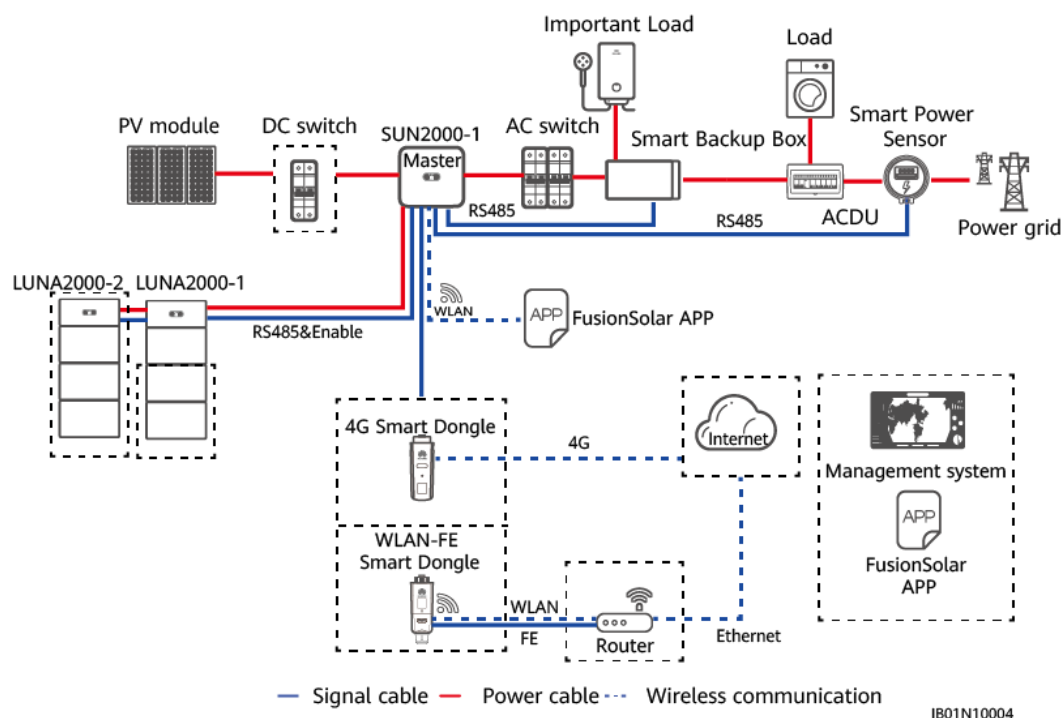 Important Load
Load
PV module
DC switch
SUN2000-1
Master
AC switch
Smart Backup Box
Smart Power
Sensor
RS485
RS485
ACDU
Power grid
LUNA2000-2
LUNA2000-1
RS485&Enable
WLAN
APP
FusionSolar APP
4G Smart Dongle
4G
Internet
Management system
APP
FusionSolar
APP
WLAN-FE
Smart Dongle
WLAN
FE
Router
Ethernet
Signal cable
Power cable
Wireless communication
IB01N10004